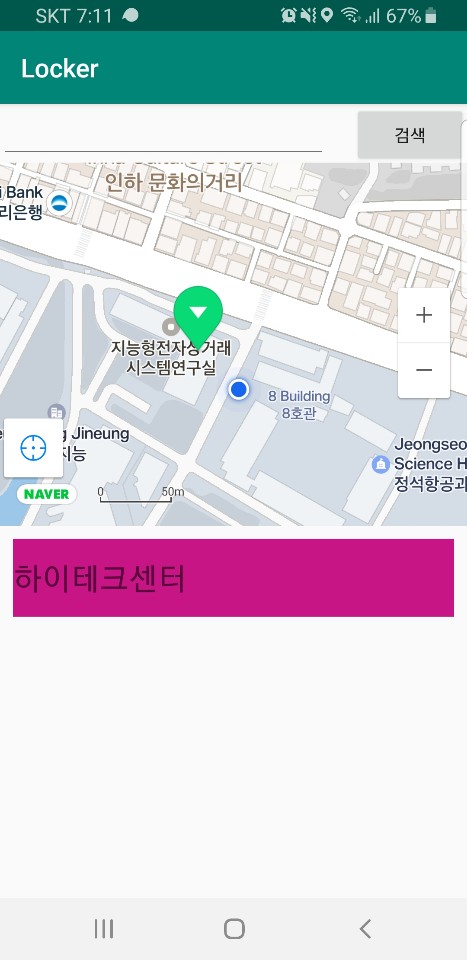 SKT 7:11
67%
Locker
검색
인하 문화의거리
i Bank
리은행
지능형전자상거래
시스템연구실
8 Building
8호관
Jineung
지능
Jeongseo
Science H
정석항공과
NAVER
0 50m
하이테크센터